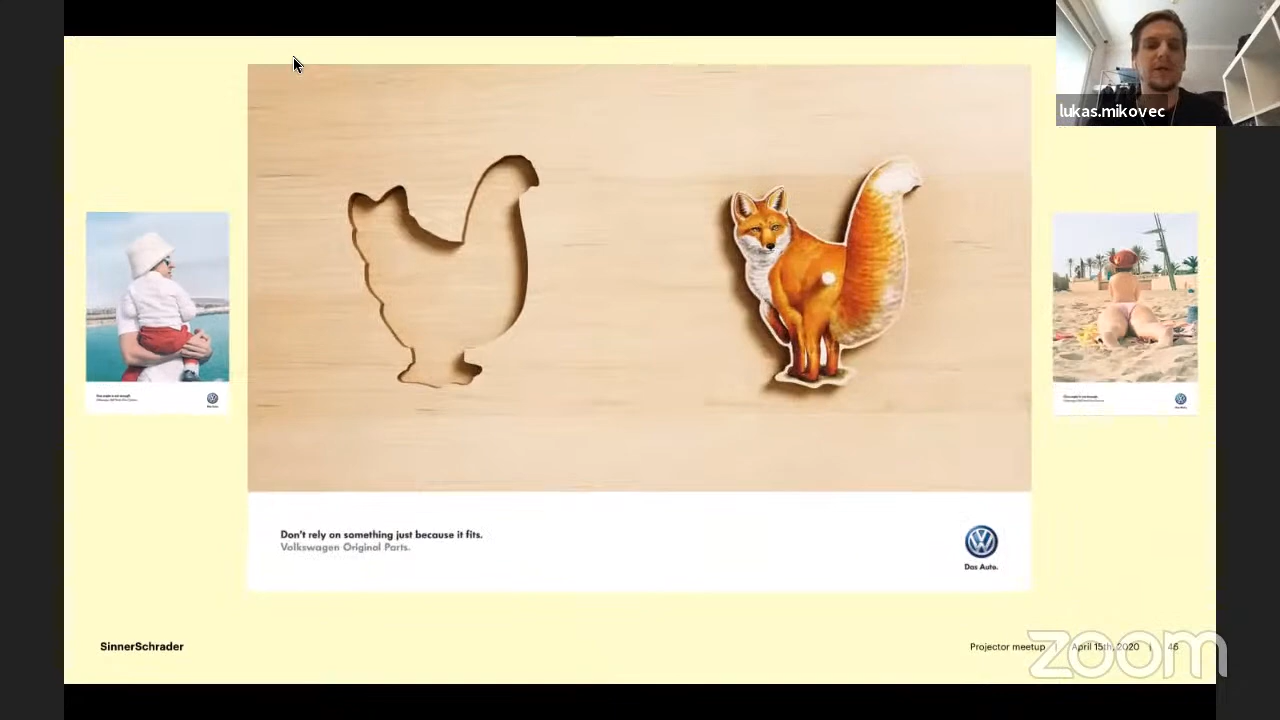 lukas.mikovec
Don't rely on something just because it fits.
Volkswagen Original Parts.
Das Auto.
SinnerSchrader
Projector meetup | April 15th, 2020 | 46
zoom